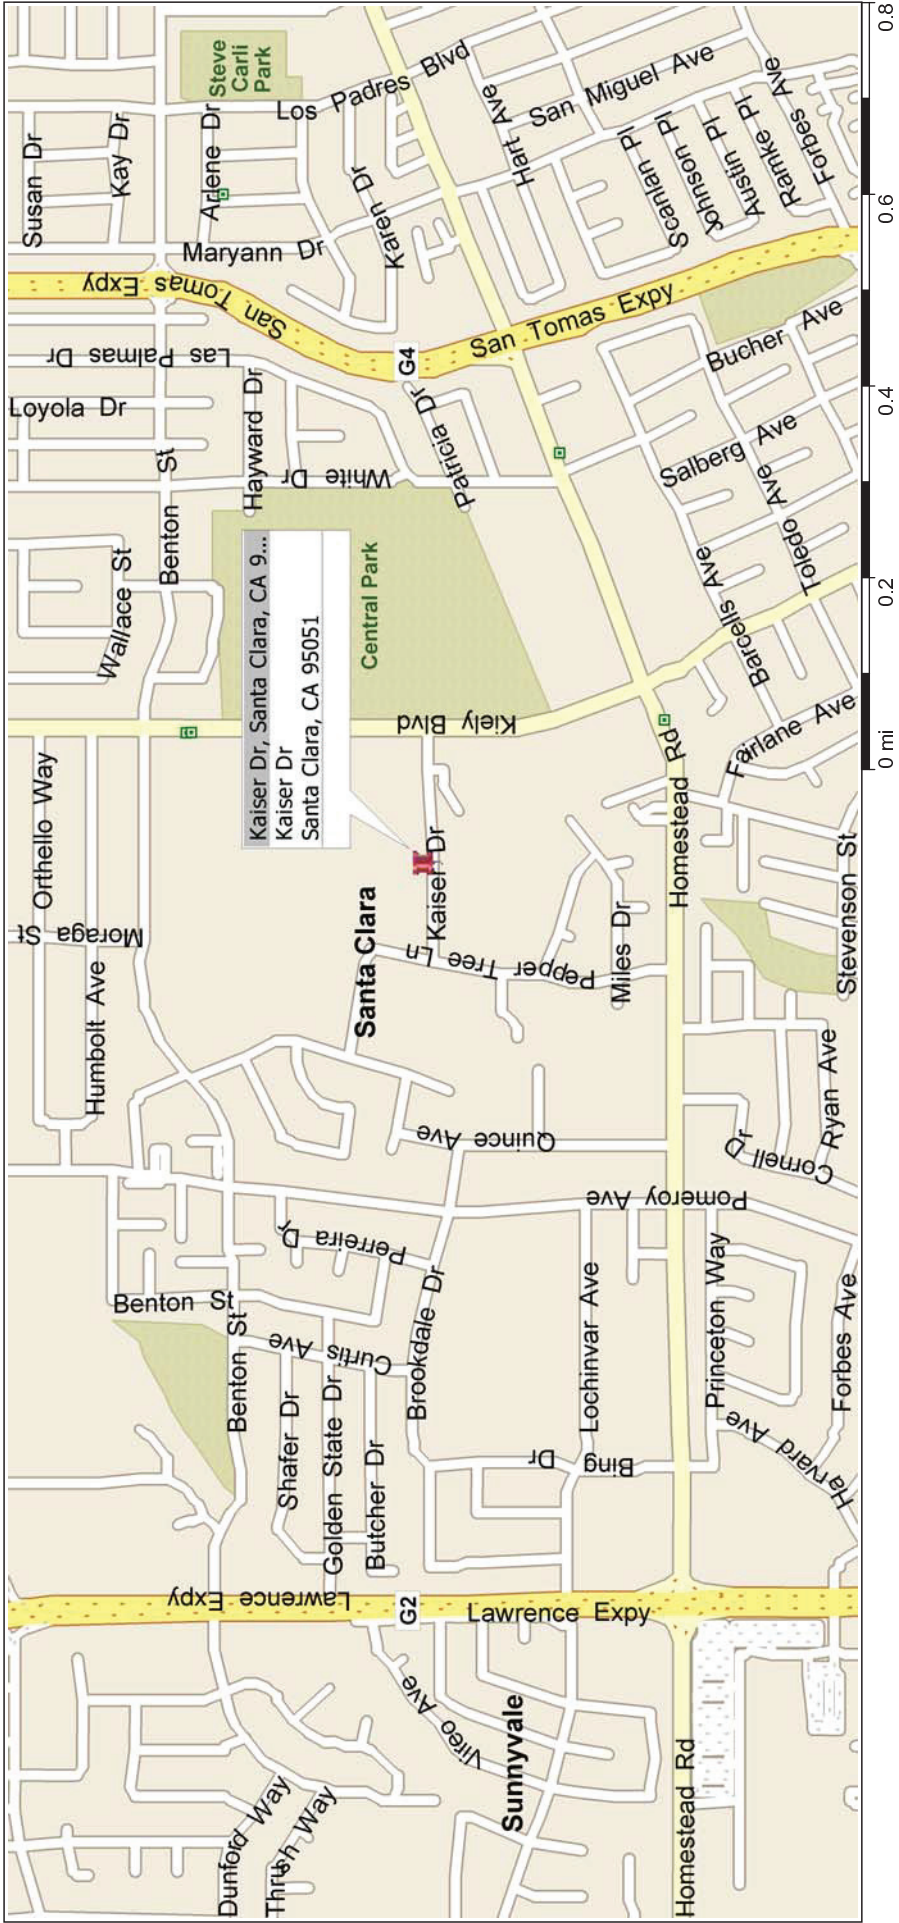 Susan Dr
Kay Dr
Arlene Dr
Steve
Carli
Park
Los Padres Blvd
Hart Ave
San Miguel Ave
Scanlan Pl
Johnson Pl
Austin Pl
Ramke Pl
Forbes Ave
Maryann Dr
Karen Dr
San Tomas Expy
San Tomas Expy
G4
Las Palmas Dr
Loyola Dr
Hayward Dr
Patricia Dr
White Dr
Bucher Ave
Salberg Ave
Toledo Ave
Barcells Ave
Benton St
Wallace St
Central Park
Kaiser Dr, Santa Clara, CA 9...
Kaiser Dr
Santa Clara, CA 95051
Kiely Blvd
Fairlane Ave
Homestead Rd
Orthello Way
Moraga St
Humbolt Ave
Santa Clara
Kaiser Dr
Pepper Tree Ln
Miles Dr
Stevenson St
Ryan Ave
Cornell Dr
Quince Ave
Pomeroy Ave
Perreira Dr
Benton St
Benton St
Curtis Ave
Brookdale Dr
Shafer Dr
Golden State Dr
Butcher Dr
Lochinvar Ave
Princeton Way
Forbes Ave
Harvard Ave
Bing Dr
Lawrence Expy
G2
Lawrence Expy
Vireo Ave
Sunnyvale
Dunford Way
Thrush Way
Homestead Rd
0 mi
0.2
0.4
0.6
0.8